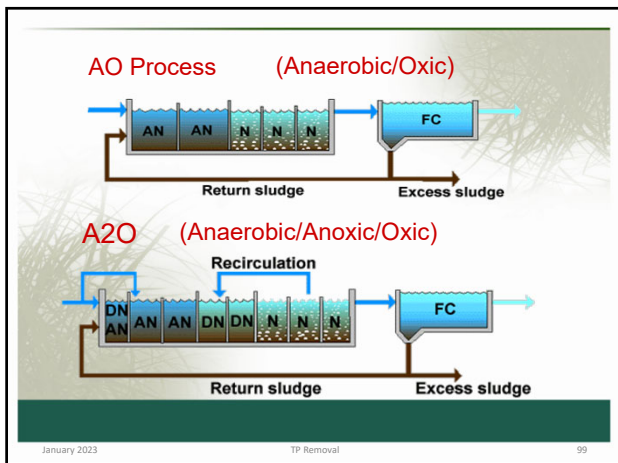 AO Process (Anaerobic/Oxic)
AN AN N N N FC
Return sludge Excess sludge
A2O (Anaerobic/Anoxic/Oxic)
Recirculation
DN
AN AN AN DN DN N N N FC
Return sludge Excess sludge
January 2023 TP Removal 99